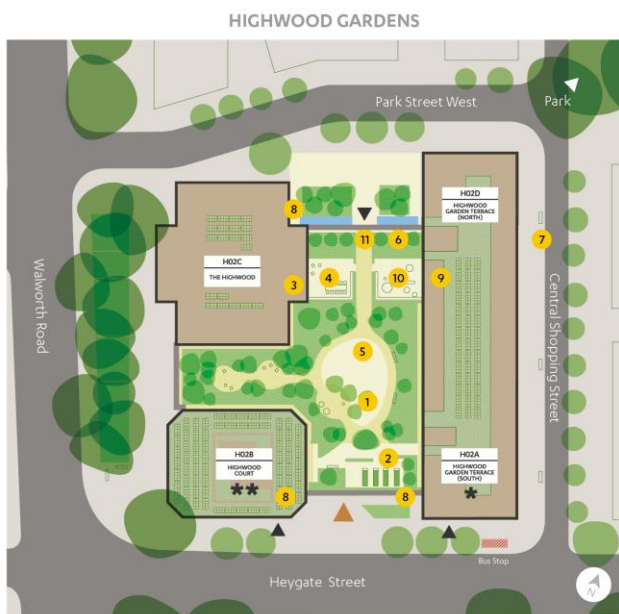 HIGHWOOD GARDENS
Park Street West
Park
H02D
HIGHWOOD
GARDEN TERRACE
(NORTH)
8
11
6
7
H02C
THE HIGHWOOD
3
4
10
9
Walworth Road
Central Shopping Street
5
1
2
H02B
HIGHWOOD
COURT
**
8
8
H02A
HIGHWOOD
GARDEN TERRACE
(SOUTH)
*
Bus Stop
Heygate Street
N